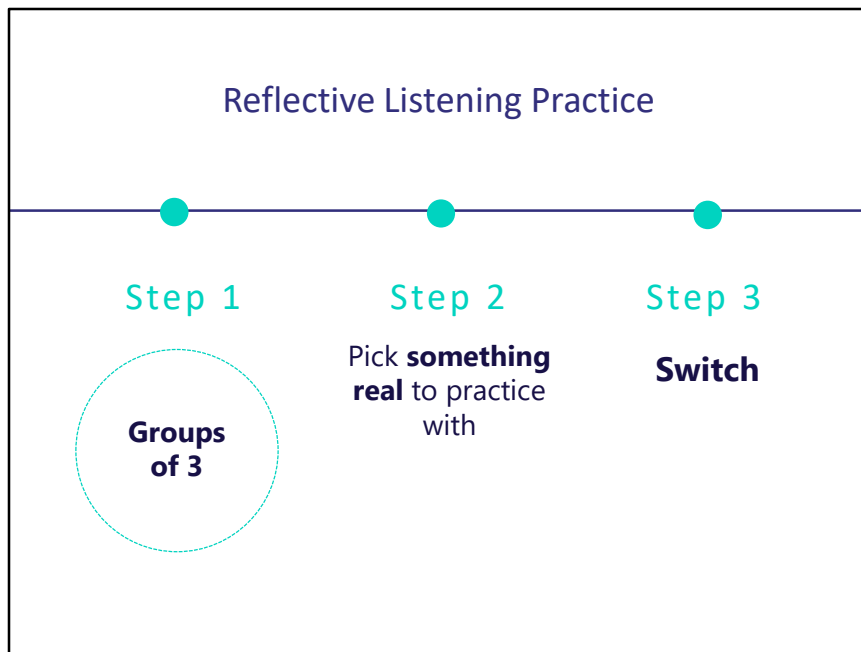 Reflective Listening Practice
Step 1
Groups
of 3
Step 2
Pick something
real to practice
with
Step 3
Switch